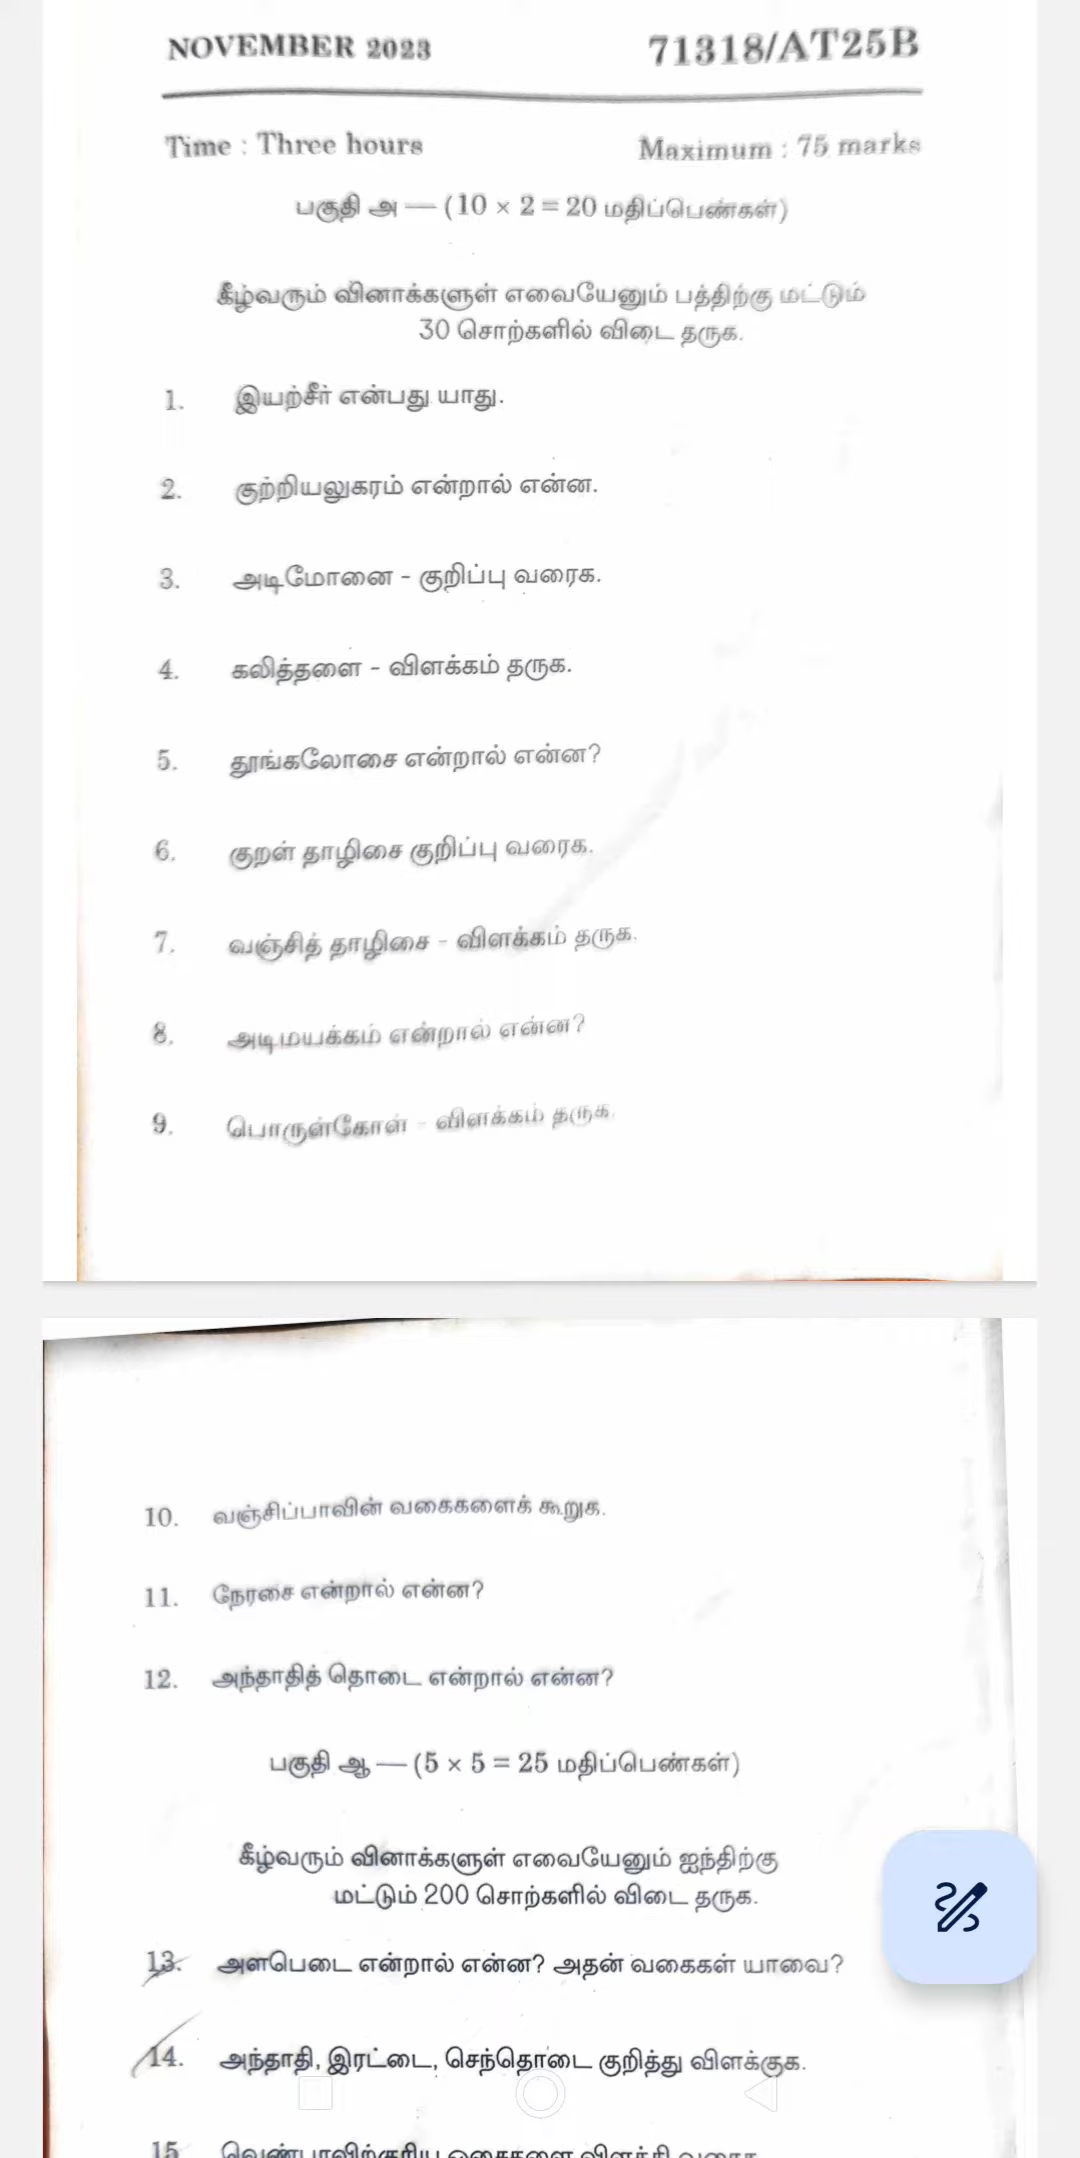 NOVEMBER 2023 71318/AT25B
Time : Three hours Maximum : 75 marks
பகுதி அ — (10 × 2 = 20 மதிப்பெண்கள்)
கீழ்வரும் வினாக்களுள் எவையேனும் பத்திற்கு மட்டும்
30 சொற்களில் விடை தருக.
1. இயற்சீர் என்பது யாது.
2. குற்றியலுகரம் என்றால் என்ன.
3. அடிமோனை - குறிப்பு வரைக.
4. கலித்தளை - விளக்கம் தருக.
5. தூங்கலோசை என்றால் என்ன?
6. குறள் தாழிசை குறிப்பு வரைக.
7. வஞ்சித் தாழிசை - விளக்கம் தருக.
8. அடிமயக்கம் என்றால் என்ன?
9. பொருள்கோள் - விளக்கம் தருக.
10. வஞ்சிப்பாவின் வகைகளைக் கூறுக.
11. நேரசை என்றால் என்ன?
12. அந்தாதித் தொடை என்றால் என்ன?
பகுதி ஆ — (5 × 5 = 25 மதிப்பெண்கள்)
கீழ்வரும் வினாக்களுள் எவையேனும் ஐந்திற்கு
மட்டும் 200 சொற்களில் விடை தருக.
13. அளபெடை என்றால் என்ன? அதன் வகைகள் யாவை?
14. அந்தாதி, இரட்டை, செந்தொடை குறித்து விளக்குக.
15 வெண்பாவிற்குரிய ஓசைகளை விளக்கி வரைக